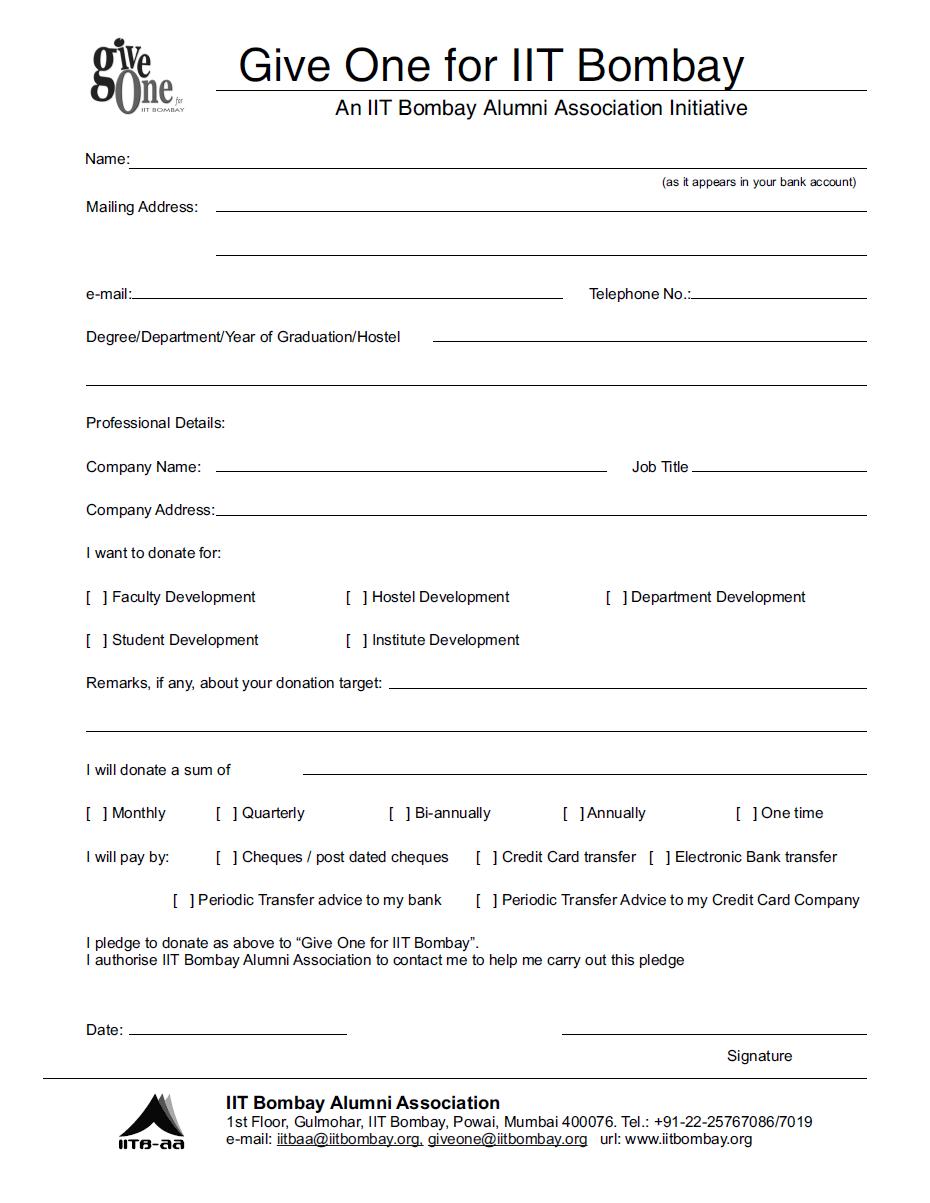 give One for IIT BOMBAY
Give One for IIT Bombay
An IIT Bombay Alumni Association Initiative
Name:
(as it appears in your bank account)
Mailing Address:
e-mail: Telephone No.:
Degree/Department/Year of Graduation/Hostel
Professional Details:
Company Name: Job Title
Company Address:
I want to donate for:
[ ] Faculty Development [ ] Hostel Development [ ] Department Development
[ ] Student Development [ ] Institute Development
Remarks, if any, about your donation target:
I will donate a sum of
[ ] Monthly [ ] Quarterly [ ] Bi-annually [ ] Annually [ ] One time
I will pay by: [ ] Cheques / post dated cheques [ ] Credit Card transfer [ ] Electronic Bank transfer
[ ] Periodic Transfer advice to my bank [ ] Periodic Transfer Advice to my Credit Card Company
I pledge to donate as above to “Give One for IIT Bombay”.
I authorise IIT Bombay Alumni Association to contact me to help me carry out this pledge
Date:
Signature
IITB-aa
IIT Bombay Alumni Association
1st Floor, Gulmohar, IIT Bombay, Powai, Mumbai 400076. Tel.: +91-22-25767086/7019
e-mail: iitbaa@iitbombay.org, giveone@iitbombay.org url: www.iitbombay.org